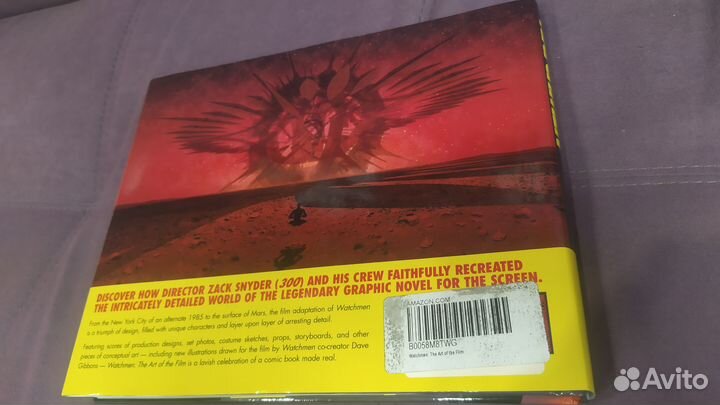 DISCOVER HOW DIRECTOR ZACK SNYDER (300) AND HIS CREW FAITHFULLY RECREATED
THE INTRICATELY DETAILED WORLD OF THE LEGENDARY GRAPHIC NOVEL FOR THE SCREEN.
From the New York City of an alternate 1985 to the surface of Mars, the film adaptation of Watchmen
is a triumph of design, filled with unique characters and layer upon layer of arresting detail.
Featuring scores of production designs, set photos, costume sketches, props, storyboards, and other
pieces of conceptual art — including new illustrations drawn for the film by Watchmen co-creator Dave
Gibbons — Watchmen: The Art of the Film is a lavish celebration of a comic book made real.
AMAZON.COM
B0058M8TWG
Watchmen: The Art of the Film
Avito